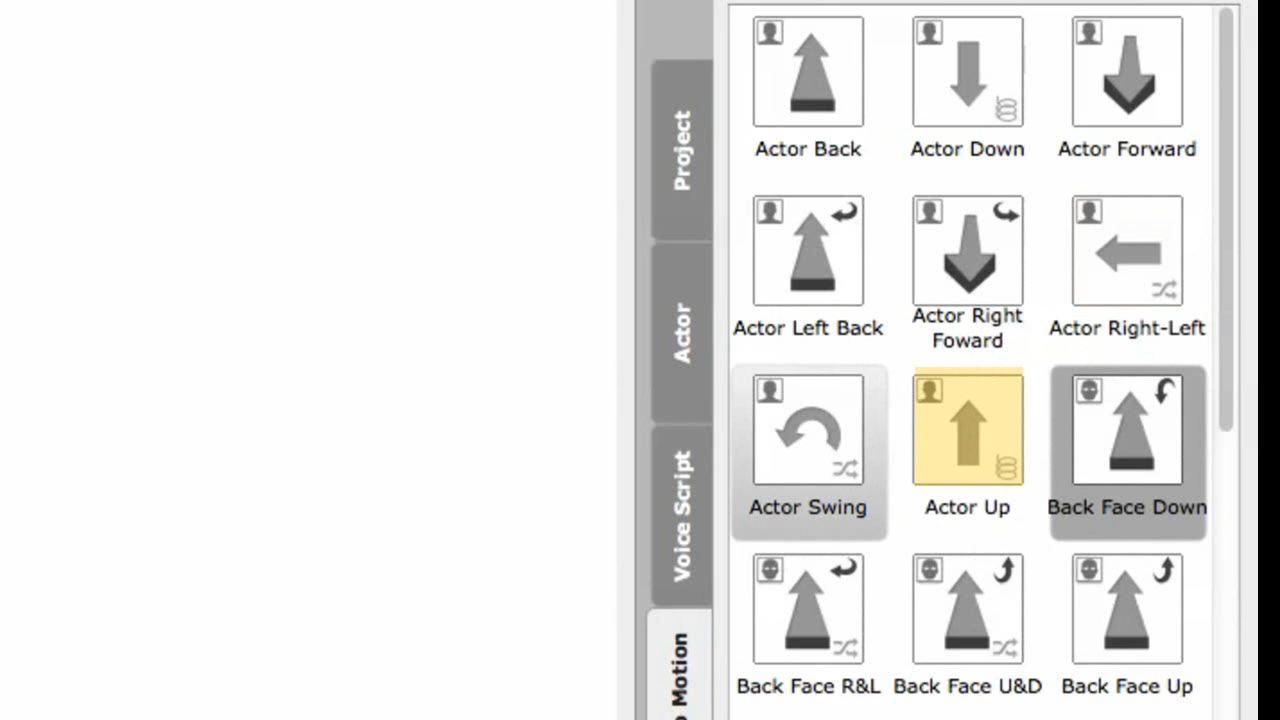 Project
Actor
Voice Script
Motion
Actor Back
Actor Down
Actor Forward
Actor Left Back
Actor Right
Foward
Actor Right-Left
Actor Swing
Actor Up
Back Face Down
Back Face R&L
Back Face U&D
Back Face Up